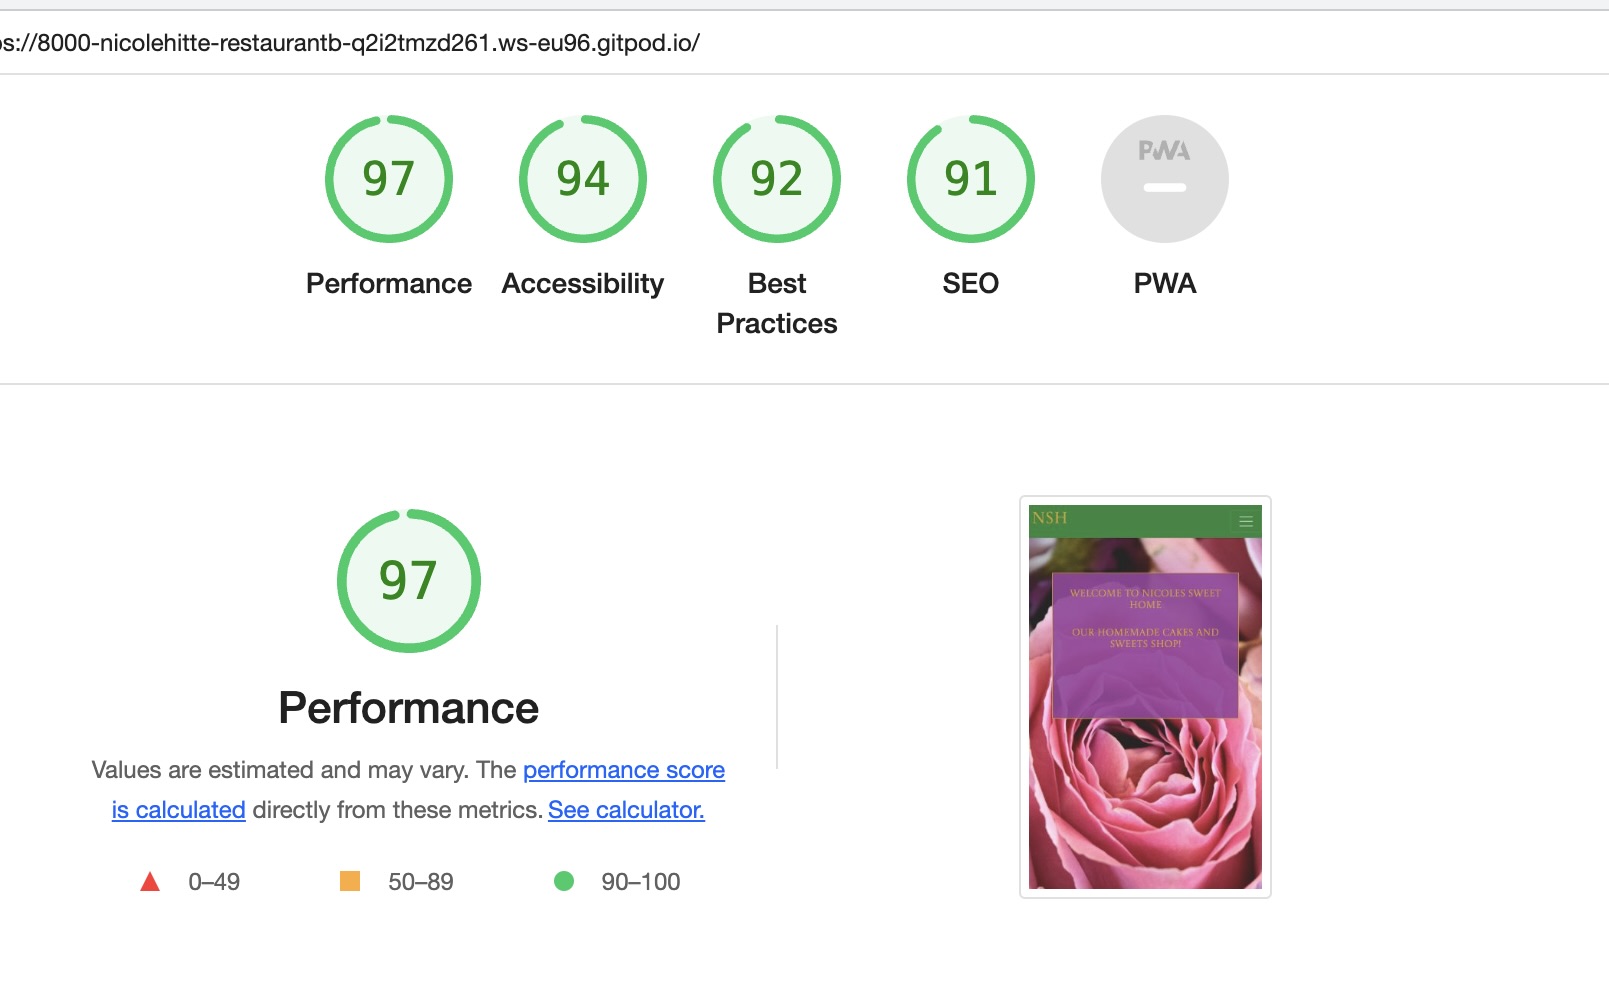 ps://8000-nicolehitte-restaurantb-q2i2tmzd261.ws-eu96.gitpod.io/
97
94
92
91
PWA
Performance
Accessibility
Best
Practices
SEO
PWA
97
Performance
Values are estimated and may vary. The performance score
is calculated directly from these metrics. See calculator.
0–49
50–89
90–100
NSH
WELCOME TO NICOLES SWEET
HOME
OUR HOMEMADE CAKES AND
SWEETS SHOP!